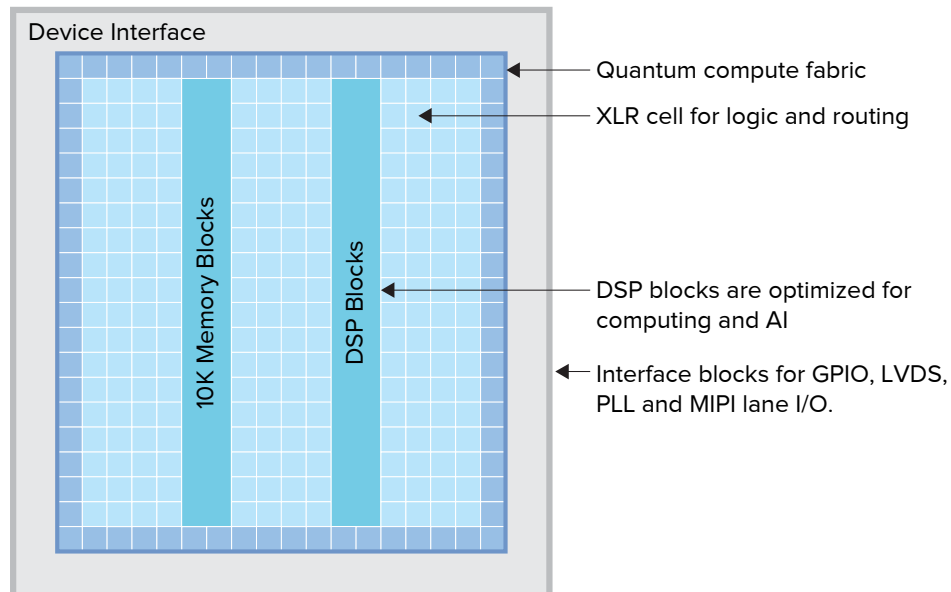 Device Interface
Quantum compute fabric
XLR cell for logic and routing
10K Memory Blocks
DSP Blocks
DSP blocks are optimized for
computing and AI
Interface blocks for GPIO, LVDS,
PLL and MIPI lane I/O.